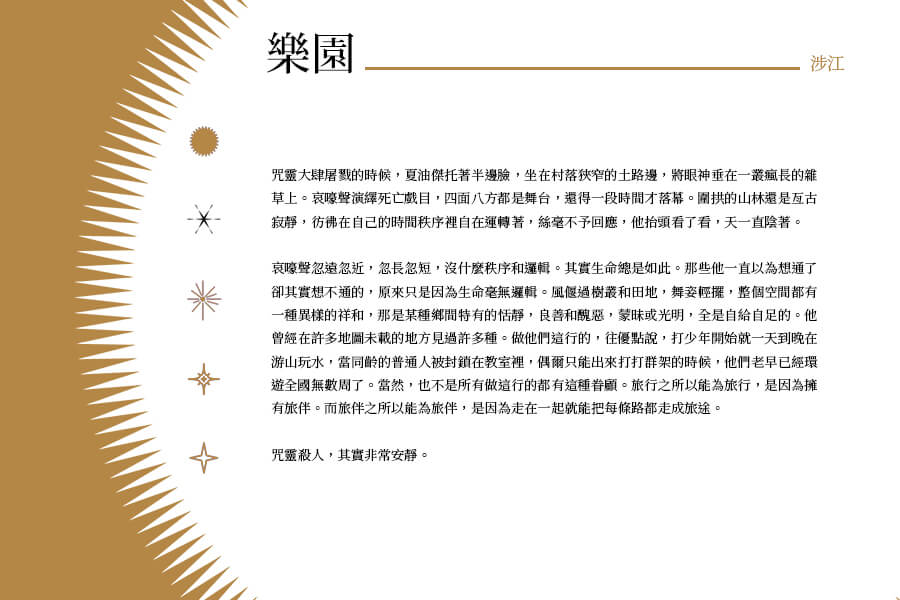 樂園
涉江
咒靈大肆屠戮的時候，夏油傑托著半邊臉，坐在村落狹窄的土路邊，將眼神垂在一叢瘋長的雜
草上。哀嚎聲演繹死亡戲目，四面八方都是舞台，還得一段時間才落幕。圍拱的山林還是亙古
寂靜，彷彿在自己的時間秩序裡自在運轉著，絲毫不予回應，他抬頭看了看，天一直陰著。
哀嚎聲忽遠忽近，忽長忽短，沒什麼秩序和邏輯。其實生命總是如此。那些他一直以為想通了
卻其實想不通的，原來只是因為生命毫無邏輯。風偃過樹叢和田地，舞姿輕擺，整個空間都有
一種異樣的祥和，那是某種鄉間特有的恬靜，良善和醜惡，蒙昧或光明，全是自給自足的。他
曾經在許多地圖未載的地方見過許多種。做他們這行的，往優點說，打少年開始就一天到晚在
游山玩水，當同齡的普通人被封鎖在教室裡，偶爾只能出來打打群架的時候，他們老早已經環
遊全國無數周了。當然，也不是所有做這行的都有這種眷顧。旅行之所以能為旅行，是因為擁
有旅伴。而旅伴之所以能為旅伴，是因為走在一起就能把每條路都走成旅途。
咒靈殺人，其實非常安靜。